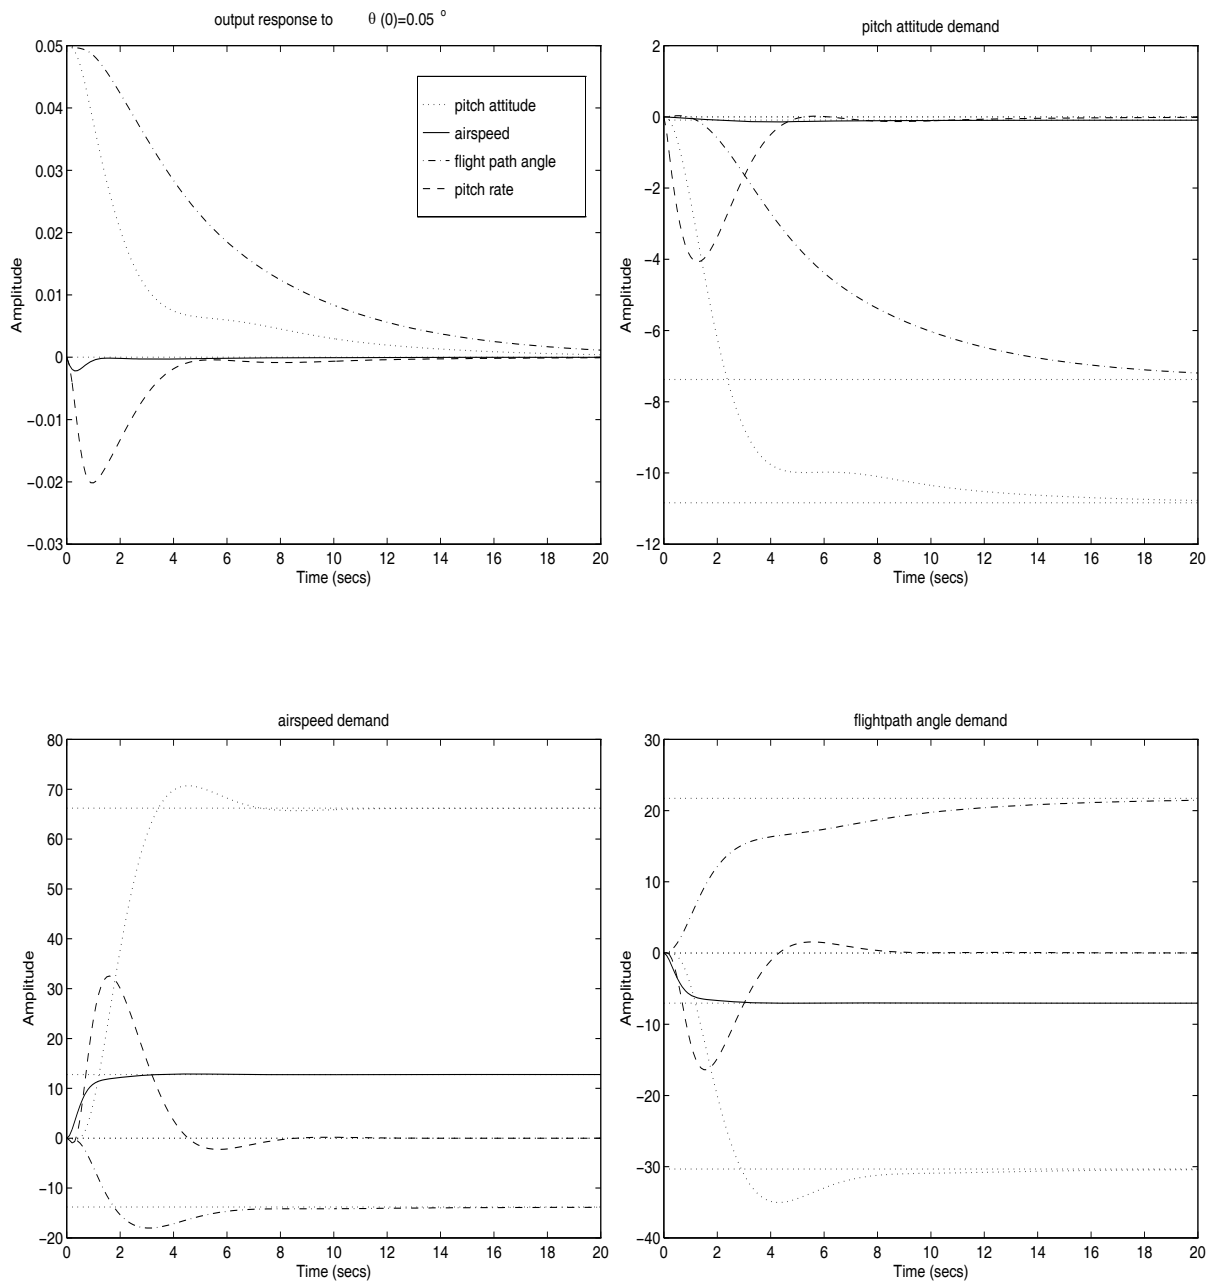 output response to θ (0)=0.05 °
0.05
0.04
0.03
0.02
0.01
0
−0.01
−0.02
−0.03
Amplitude
pitch attitude
airspeed
flight path angle
pitch rate
0 2 4 6 8 10 12 14 16 18 20
Time (secs)
pitch attitude demand
2
0
−2
−4
−6
−8
−10
−12
Amplitude
0 2 4 6 8 10 12 14 16 18 20
Time (secs)
airspeed demand
80
70
60
50
40
30
20
10
0
−10
−20
Amplitude
0 2 4 6 8 10 12 14 16 18 20
Time (secs)
flightpath angle demand
30
20
10
0
−10
−20
−30
−40
Amplitude
0 2 4 6 8 10 12 14 16 18 20
Time (secs)